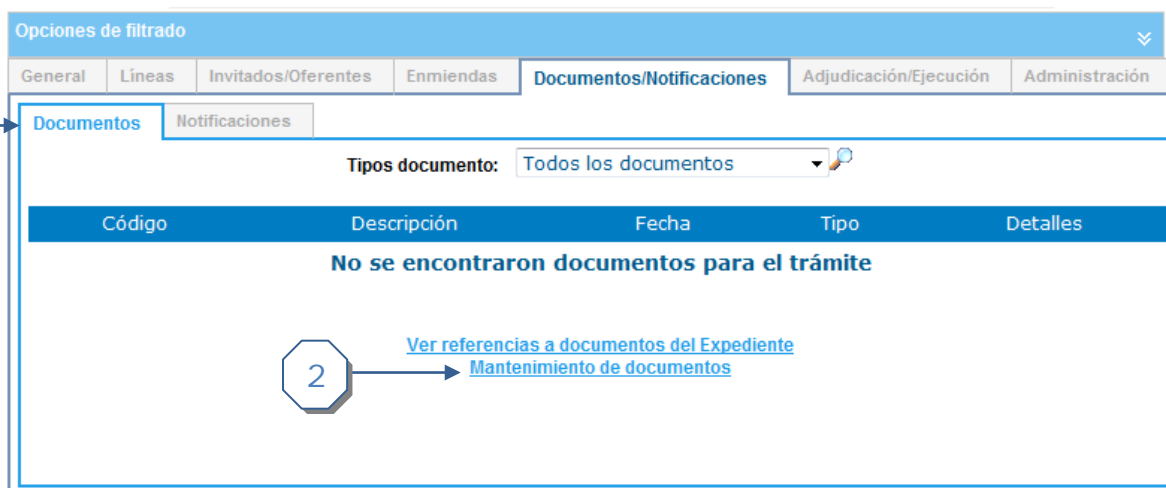 Opciones de filtrado
General Líneas Invitados/Oferentes Enmiendas Documentos/Notificaciones Adjudicación/Ejecución Administración
Documentos Notificaciones
Tipos documento: Todos los documentos
Código Descripción Fecha Tipo Detalles
No se encontraron documentos para el trámite
Ver referencias a documentos del Expediente
2 Mantenimiento de documentos